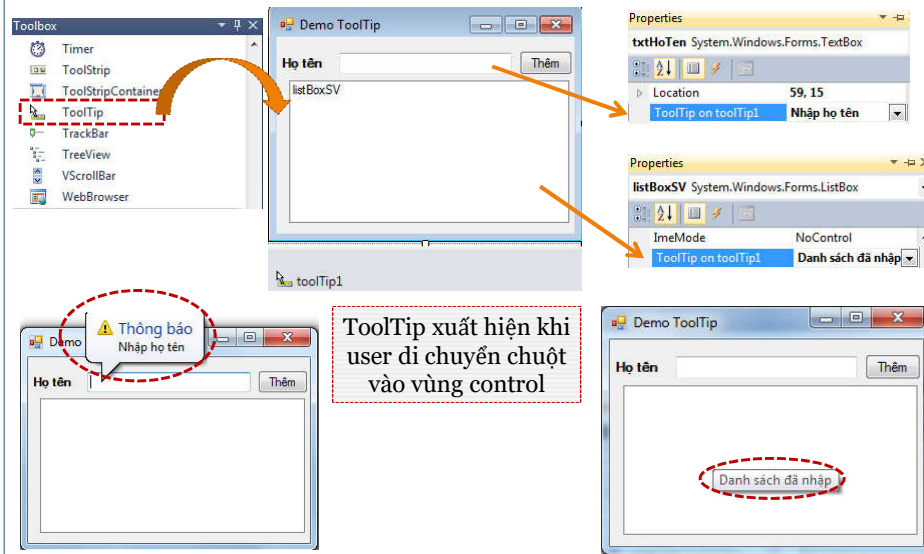 Toolbox
Timer
ToolStrip
ToolStripContainer
ToolTip
TrackBar
TreeView
VScrollBar
WebBrowser
Demo ToolTip
Họ tên
Thêm
listBoxSV
toolTip1
Properties
txtHoTen System.Windows.Forms.TextBox
Location 59, 15
ToolTip on toolTip1 Nhập họ tên
Properties
listBoxSV System.Windows.Forms.ListBox
ImeMode NoControl
ToolTip on toolTip1 Danh sách đã nhập
Demo
Thông báo
Nhập họ tên
Họ tên
Thêm
ToolTip xuất hiện khi
user di chuyển chuột
vào vùng control
Demo ToolTip
Họ tên
Thêm
Danh sách đã nhập